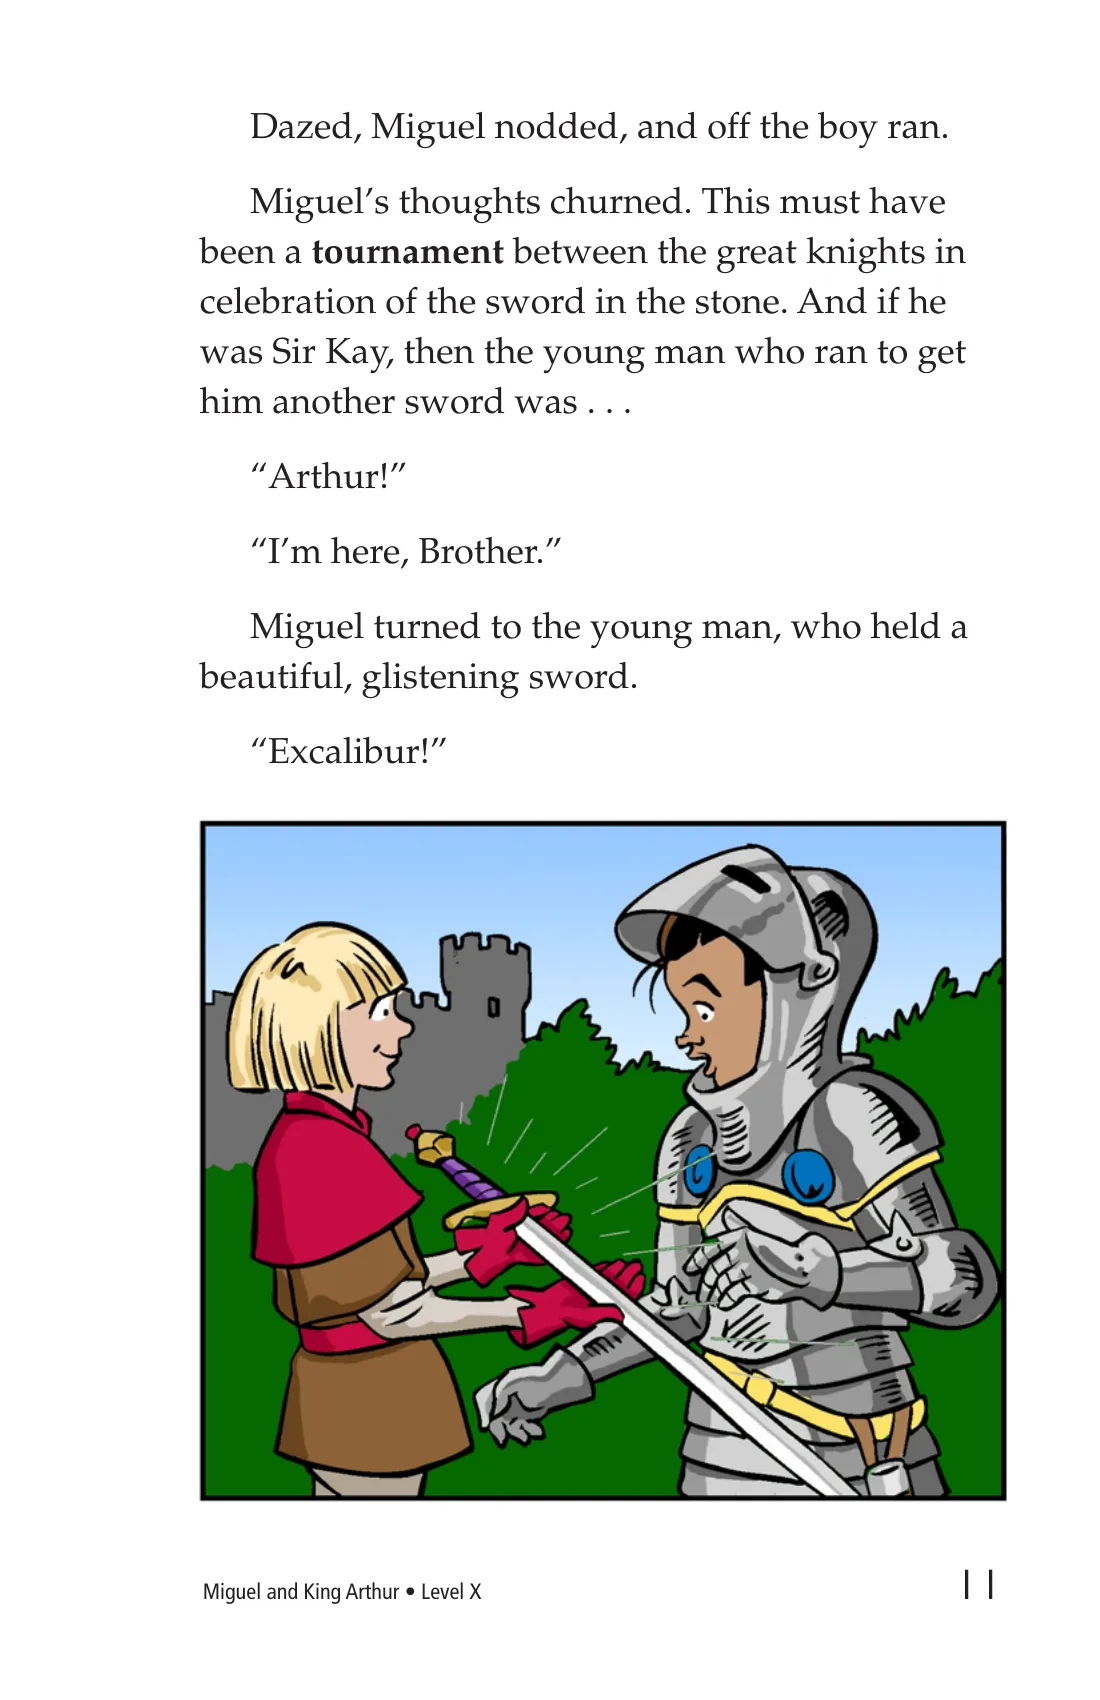 Dazed, Miguel nodded, and off the boy ran.
Miguel’s thoughts churned. This must have
been a tournament between the great knights in
celebration of the sword in the stone. And if he
was Sir Kay, then the young man who ran to get
him another sword was . . .
“Arthur!”
“I’m here, Brother.”
Miguel turned to the young man, who held a
beautiful, glistening sword.
“Excalibur!”
Miguel and King Arthur • Level X
11